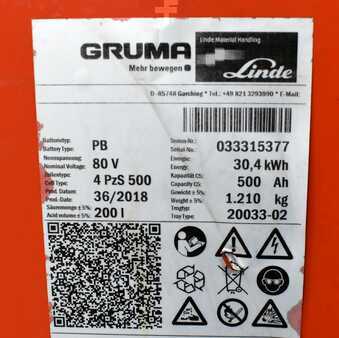 GRUMA
Mehr bewegen
Linde Material Handling
Linde
D-85748 Garching * Tel.: +49 821 3293990 * E-Mail:
Batterietyp:
Battery Type: PB
Nennspannung:
Nominal Voltage: 80 V
Zellentype:
Cell Type: 4 PzS 500
Prod. Datum
Prod.-Date: 36/2018
Säuremenge ± 5%:
Acid volume ± 5%: 200 l
Serien-Nr.:
Serial No.: 033315377
Energie:
Energy: 30,4 kWh
Kapazität C5:
Capacity C5: 500 Ah
Gewicht ± 5%:
Weight ± 5%: 1.210 kg
Trogtyp:
Tray Type: 20033-02